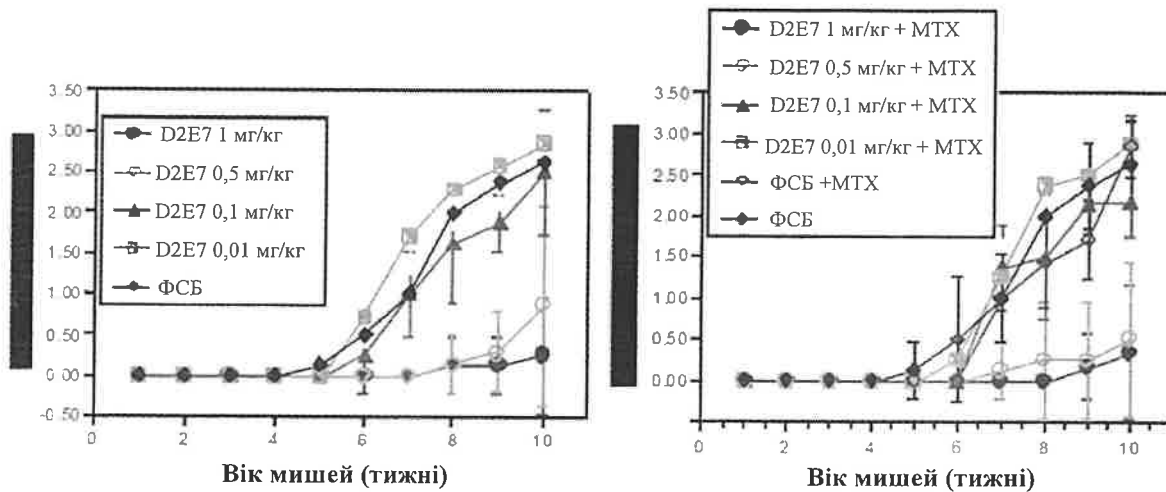 D2E7 1 мг/кг
D2E7 0,5 мг/кг
D2E7 0,1 мг/кг
D2E7 0,01 мг/кг
ФСБ
3.50
3.00
2.50
2.00
1.50
1.00
0.50
0.00
-0.50
0
2
4
6
8
10
Вік мишей (тижні)
D2E7 1 мг/кг + МТХ
D2E7 0,5 мг/кг + МТХ
D2E7 0,1 мг/кг + МТХ
D2E7 0,01 мг/кг + МТХ
ФСБ +МТХ
ФСБ
3.50
3.00
2.50
2.00
1.50
1.00
0.50
0.00
0
2
4
6
8
10
Вік мишей (тижні)